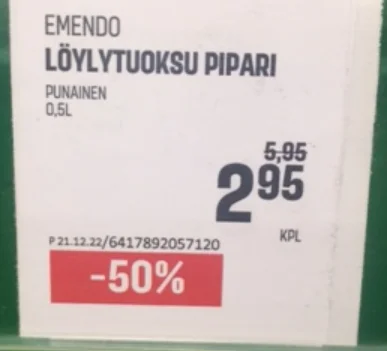 EMENDO
LÖYLYTUOKSU PIPARI
PUNAINEN
0,5L
5,95
2 95
KPL
P 21.12.22/6417892057120
-50%